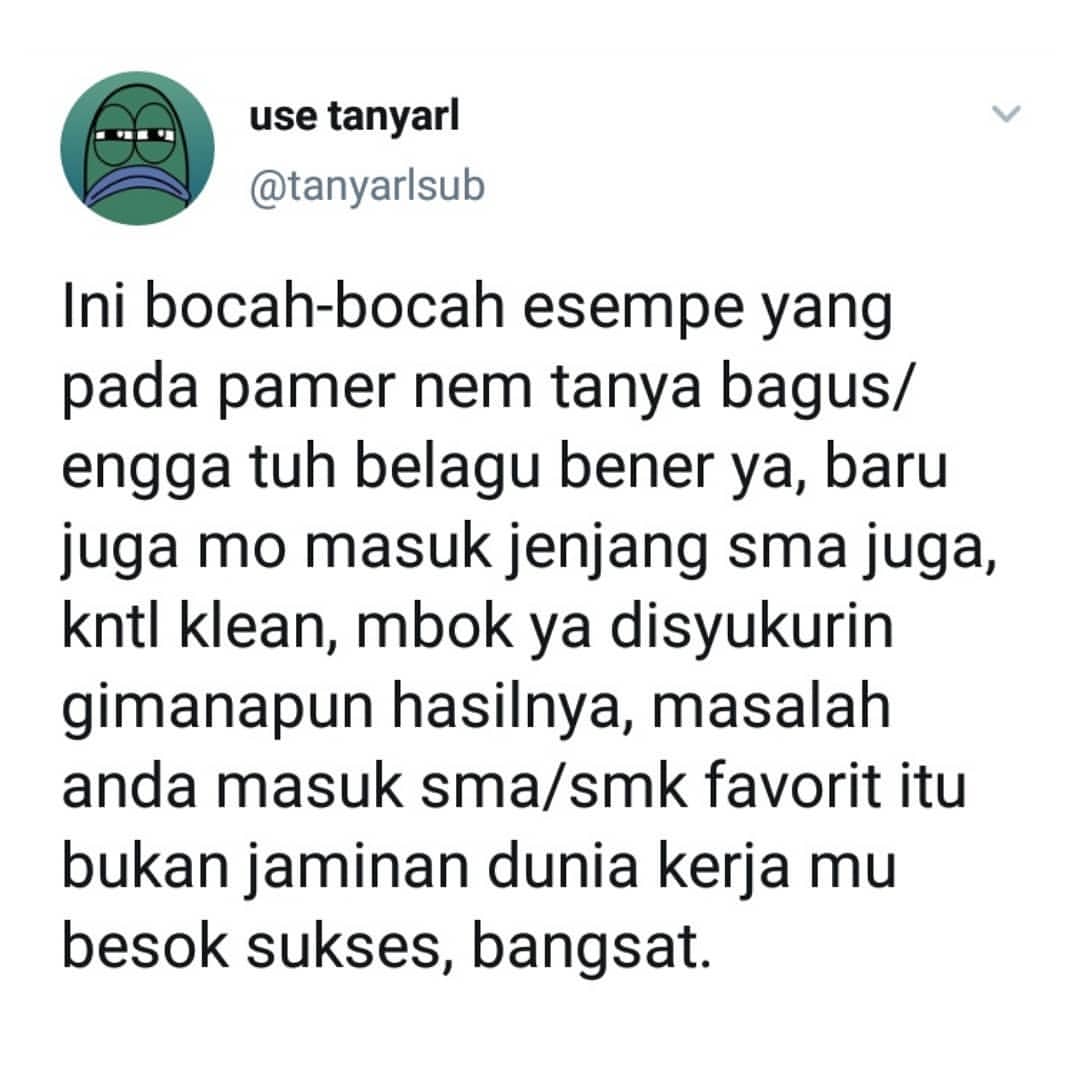 use tanyarl
@tanyarlsub
Ini bocah-bocah esempe yang
pada pamer nem tanya bagus/
engga tuh belagu bener ya, baru
juga mo masuk jenjang sma juga,
kntl klean, mbok ya disyukurin
gimanapun hasilnya, masalah
anda masuk sma/smk favorit itu
bukan jaminan dunia kerja mu
besok sukses, bangsat.